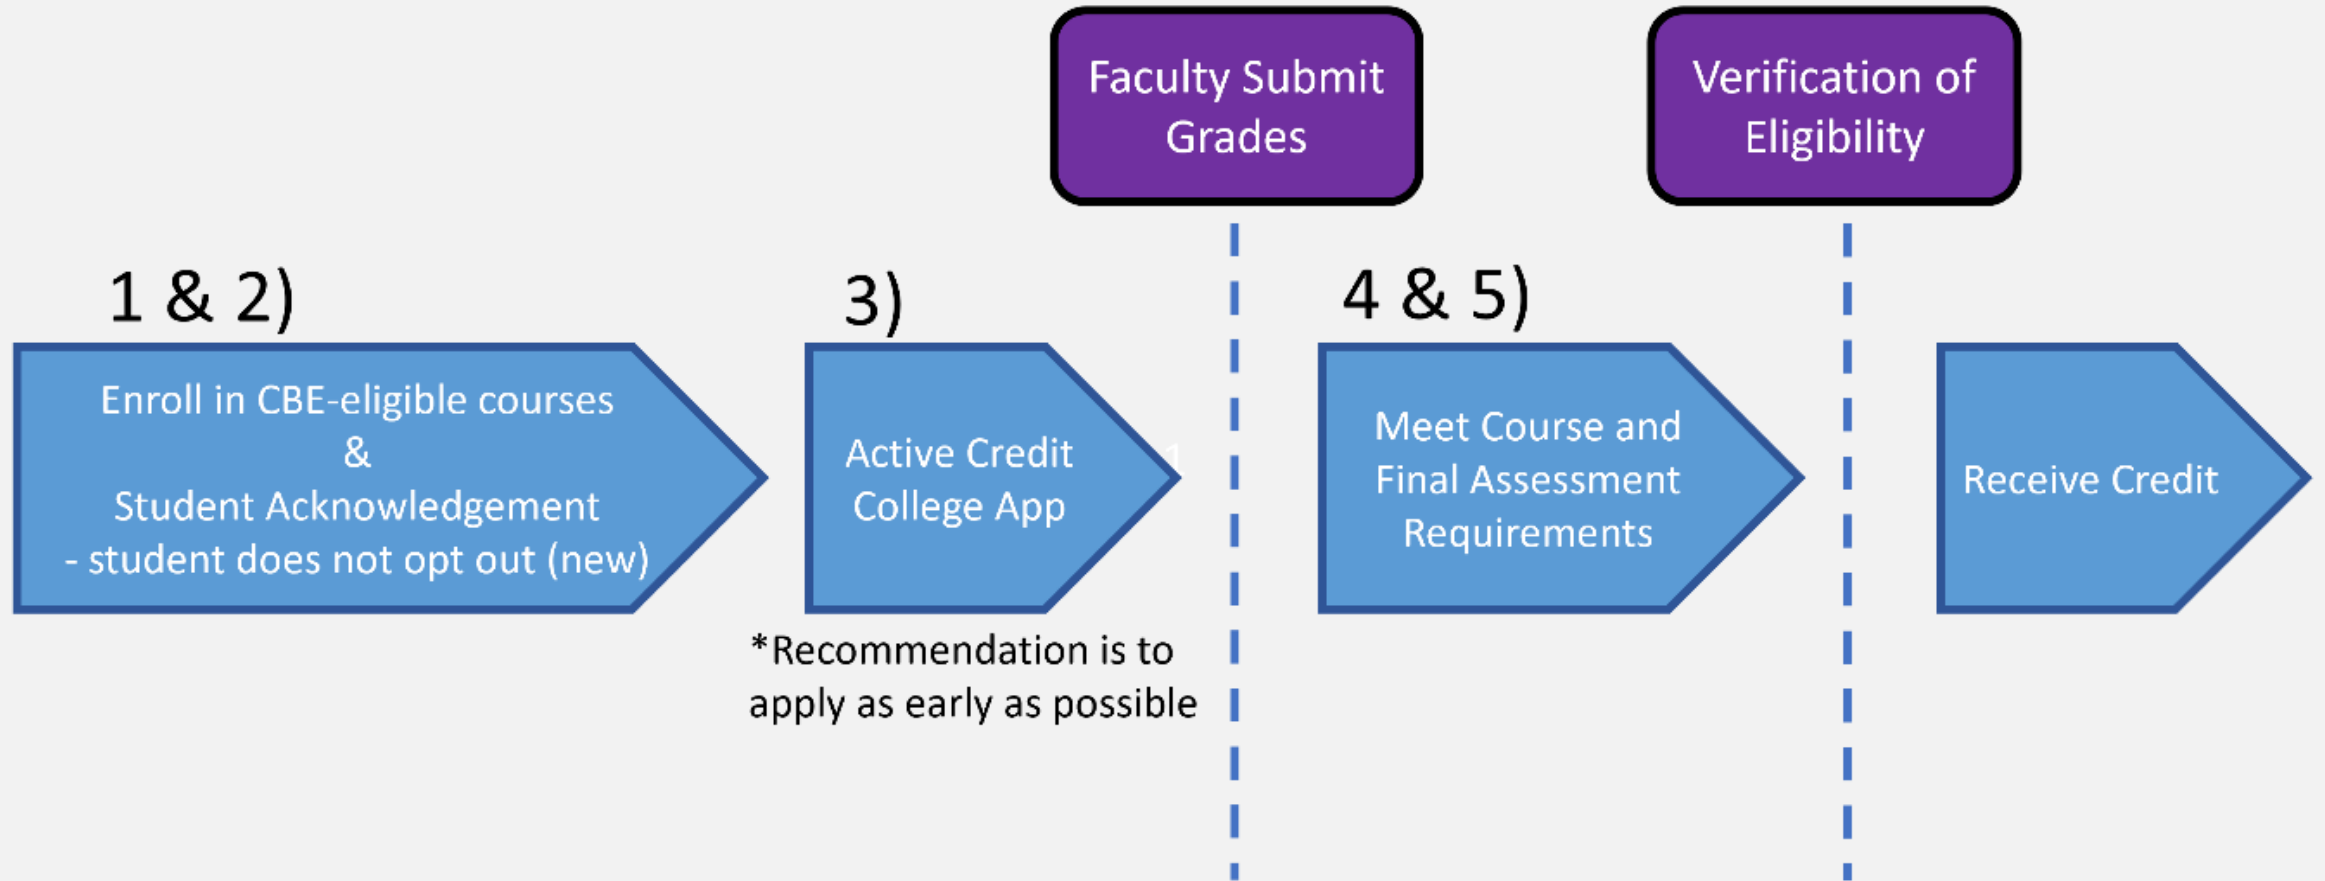 Faculty Submit
Grades
Verification of
Eligibility
1 & 2)
3)
4 & 5)
Enroll in CBE-eligible courses
&
Student Acknowledgement
- student does not opt out (new)
Active Credit
College App
1
Meet Course and
Final Assessment
Requirements
Receive Credit
*Recommendation is to
apply as early as possible